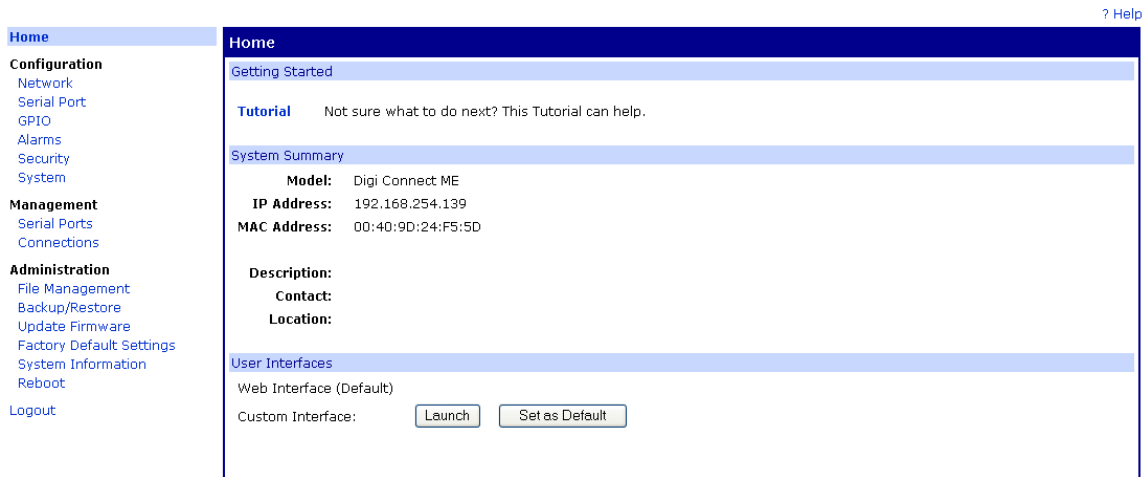 ? Help
Home
Configuration
Network
Serial Port
GPIO
Alarms
Security
System
Management
Serial Ports
Connections
Administration
File Management
Backup/Restore
Update Firmware
Factory Default Settings
System Information
Reboot
Logout
Home
Getting Started
Tutorial Not sure what to do next? This Tutorial can help.
System Summary
Model: Digi Connect ME
IP Address: 192.168.254.139
MAC Address: 00:40:9D:24:F5:5D
Description:
Contact:
Location:
User Interfaces
Web Interface (Default)
Custom Interface: Launch Set as Default